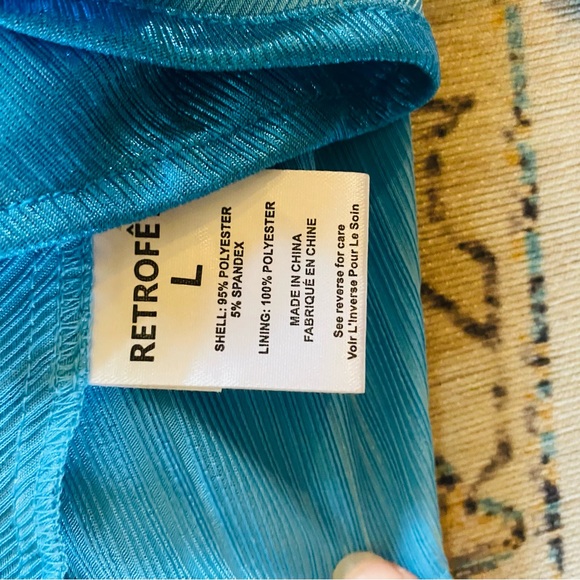 RETROFÊ
L
SHELL: 95% POLYESTER
5% SPANDEX
LINING: 100% POLYESTER
MADE IN CHINA
FABRIQUÉ EN CHINE
See reverse for care
Voir L'Inverse Pour Le Soin